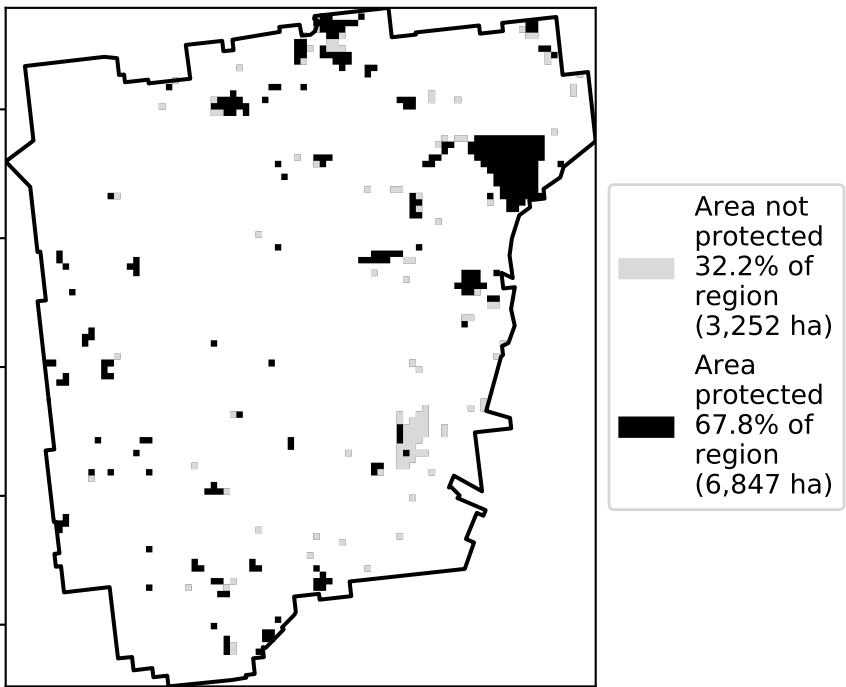 Area not
protected
32.2% of
region
(3,252 ha)
Area
protected
67.8% of
region
(6,847 ha)